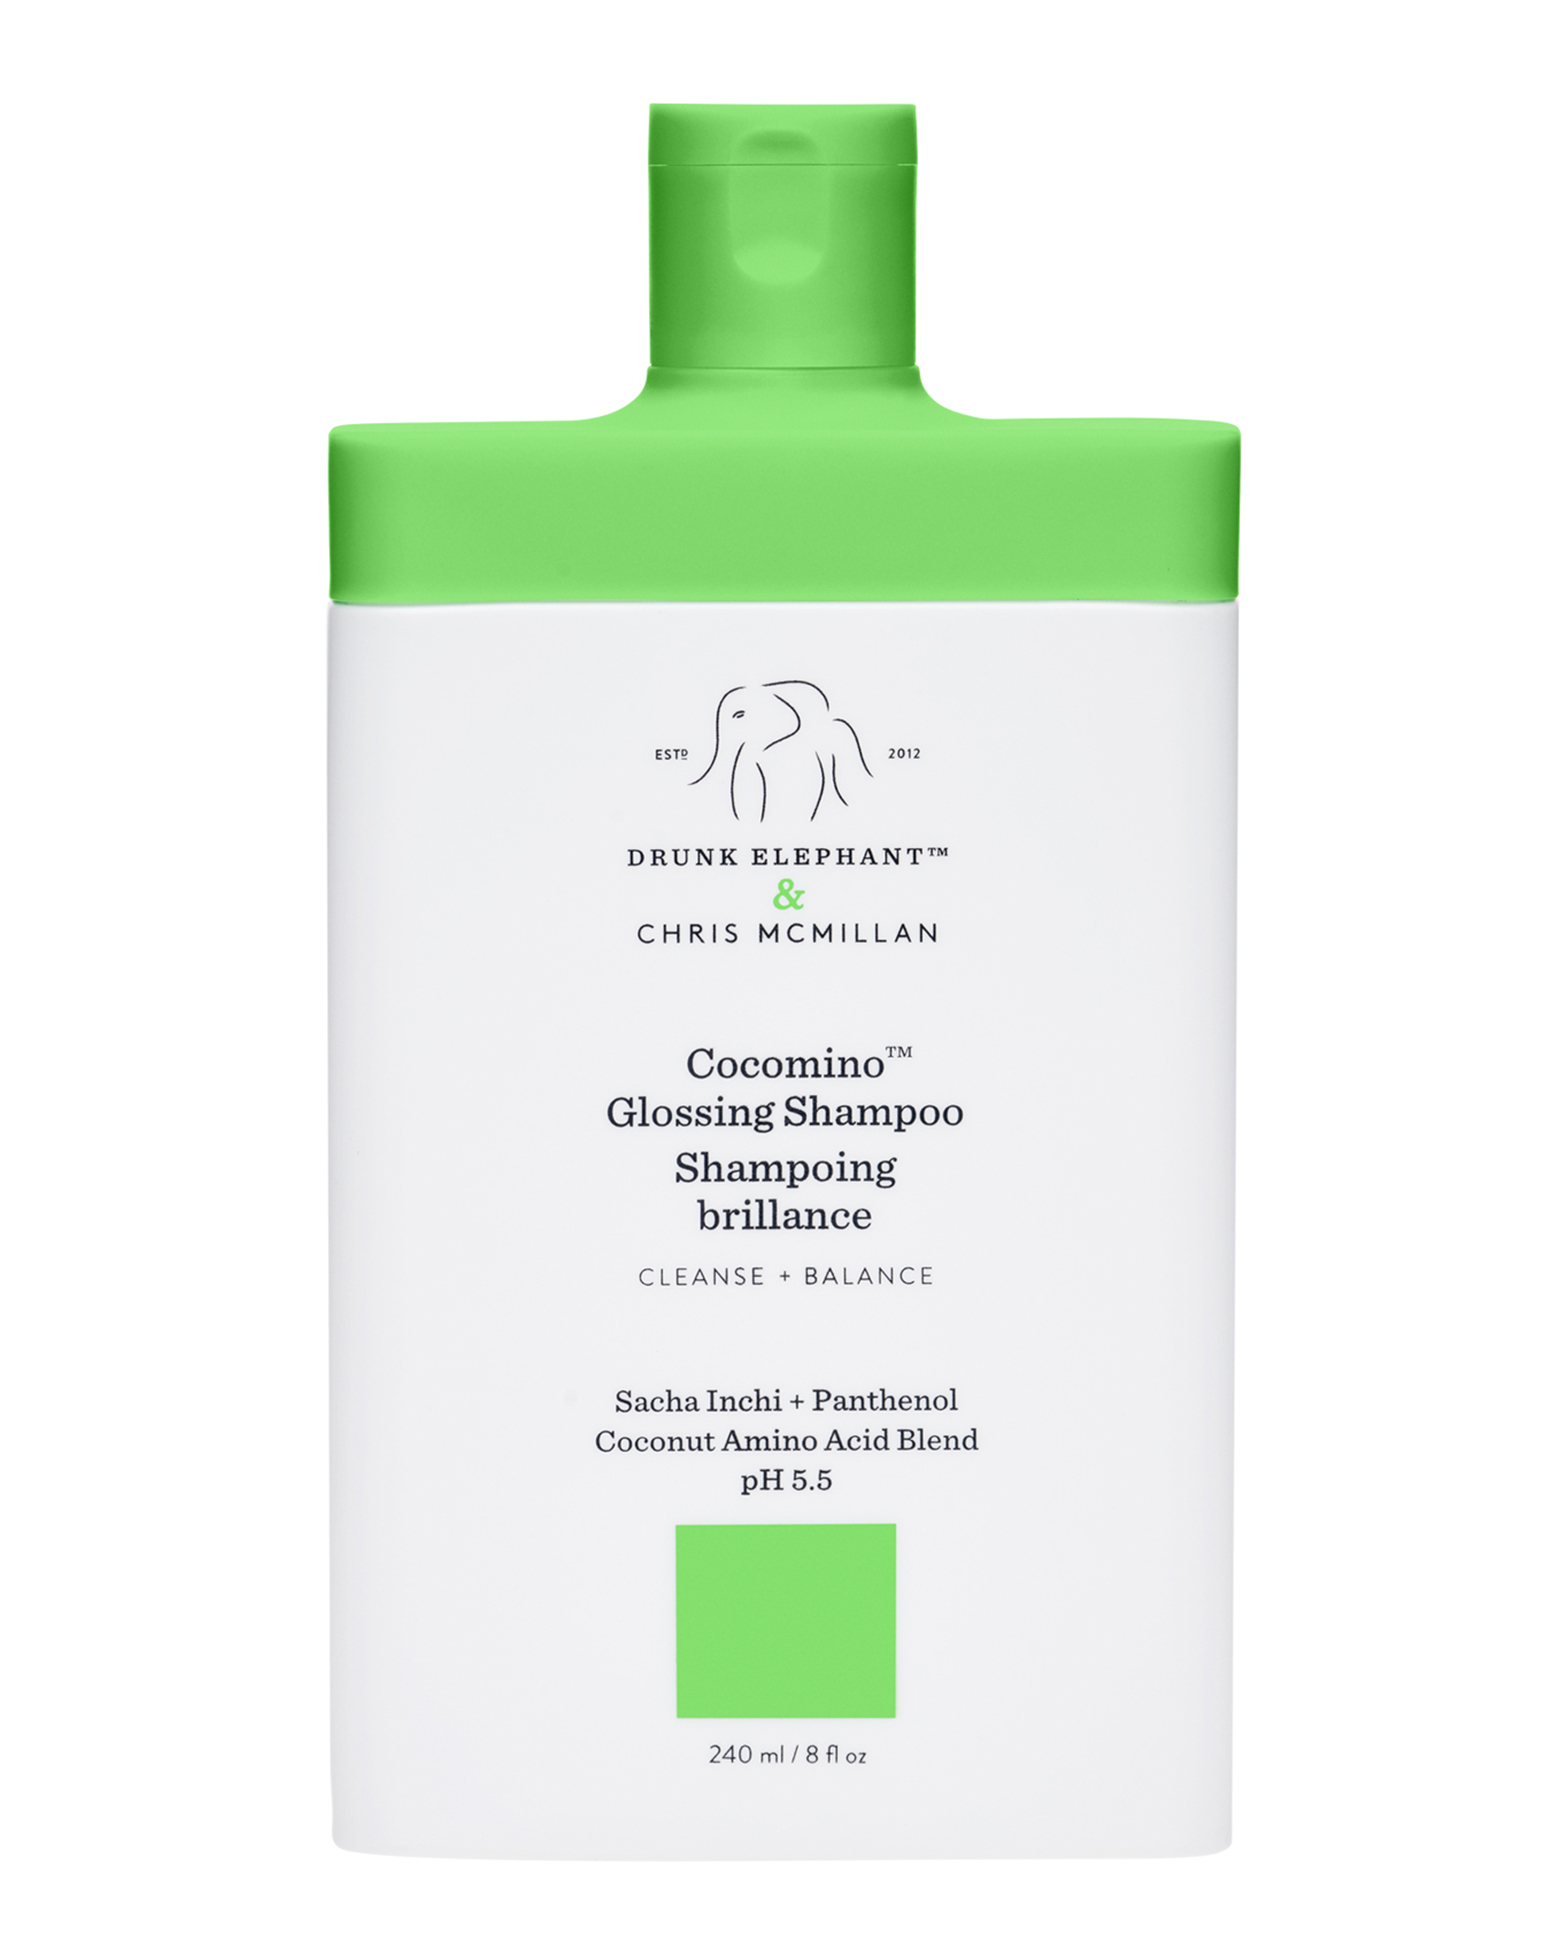 ESTD 2012
DRUNK ELEPHANT™
&
CHRIS MCMILLAN
Cocomino™
Glossing Shampoo
Shampoing
brillance
CLEANSE + BALANCE
Sacha Inchi + Panthenol
Coconut Amino Acid Blend
pH 5.5
240 ml / 8 fl oz